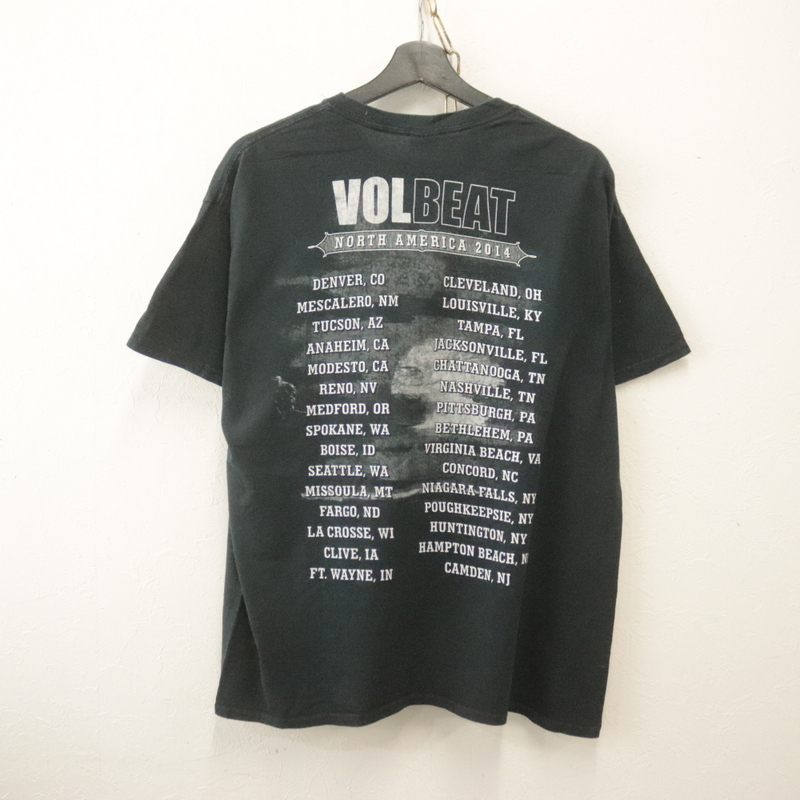 VOLBEAT
NORTH AMERICA 2014
DENVER, CO
MESCALERO, NM
TUCSON, AZ
ANAHEIM, CA
MODESTO, CA
RENO, NV
MEDFORD, OR
SPOKANE, WA
BOISE, ID
SEATTLE, WA
MISSOULA, MT
FARGO, ND
LA CROSSE, WI
CLIVE, IA
FT. WAYNE, IN
CLEVELAND, OH
LOUISVILLE, KY
TAMPA, FL
JACKSONVILLE, FL
CHATTANOOGA, TN
NASHVILLE, TN
PITTSBURGH, PA
BETHLEHEM, PA
VIRGINIA BEACH, VA
CONCORD, NC
NIAGARA FALLS, NY
POUGHKEEPSIE, NY
HUNTINGTON, NY
HAMPTON BEACH,
CAMDEN, NJ